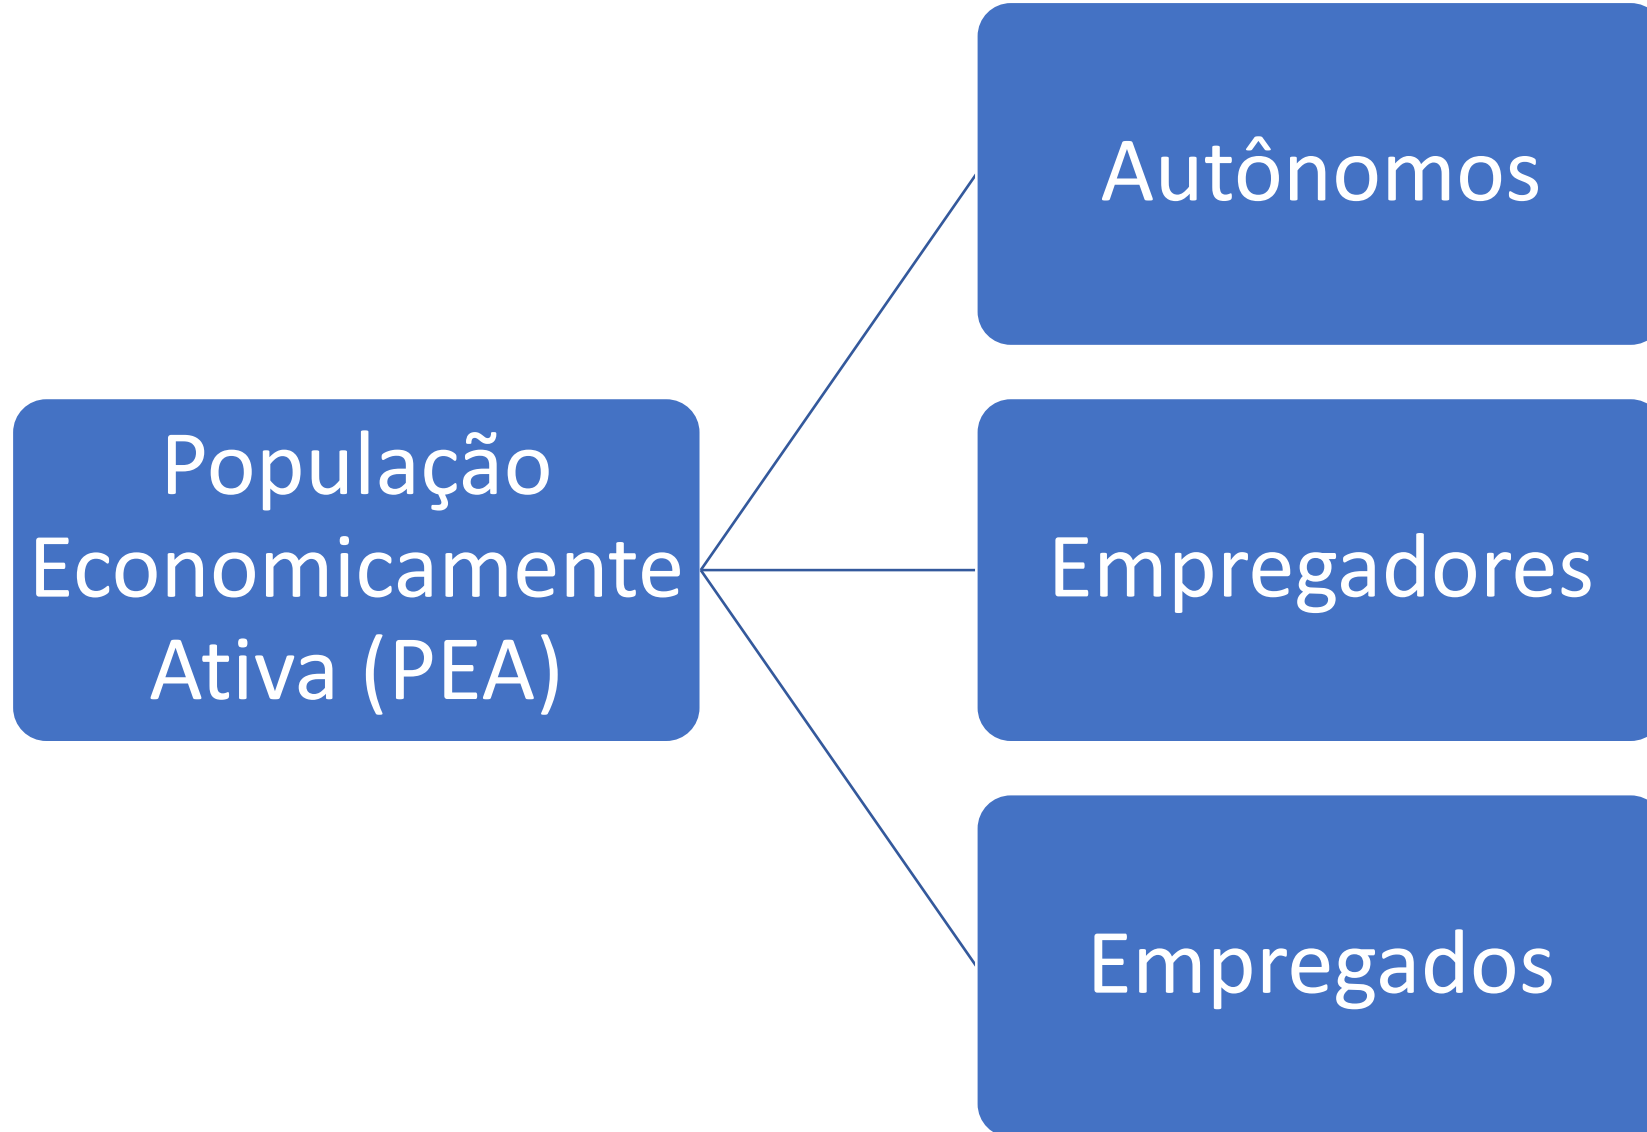 População
Economicamente
Ativa (PEA)
Autônomos
Empregadores
Empregados